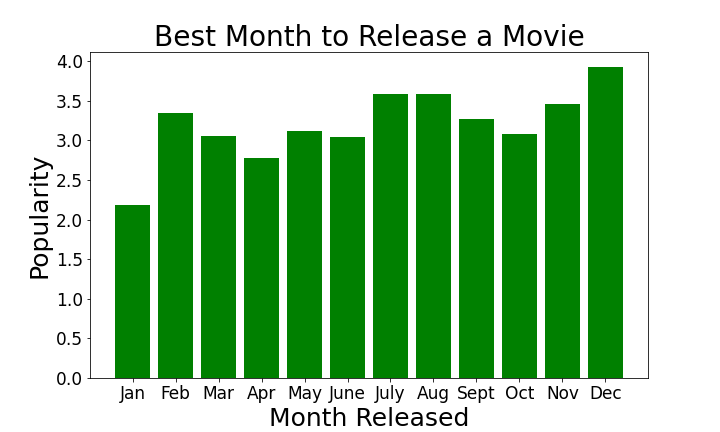 Best Month to Release a Movie
Popularity
4.0
3.5
3.0
2.5
2.0
1.5
1.0
0.5
0.0
Jan Feb Mar Apr May June July Aug Sept Oct Nov Dec
Month Released